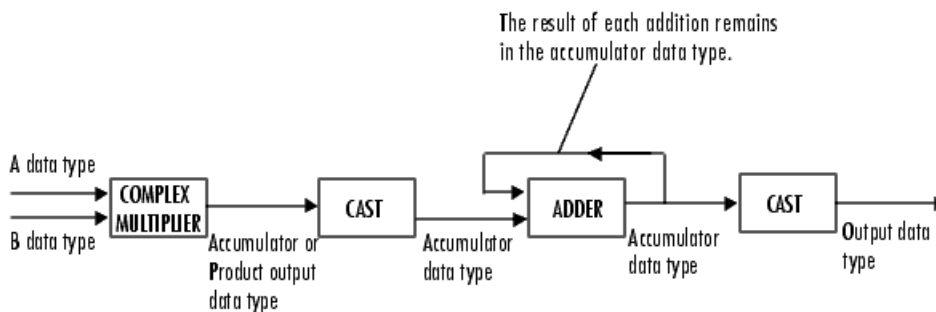 The result of each addition remains
in the accumulator data type.
A data type
B data type
COMPLEX
MULTIPLIER
Accumulator or
Product output
data type
CAST
Accumulator
data type
ADDER
Accumulator
data type
CAST
Output data
type